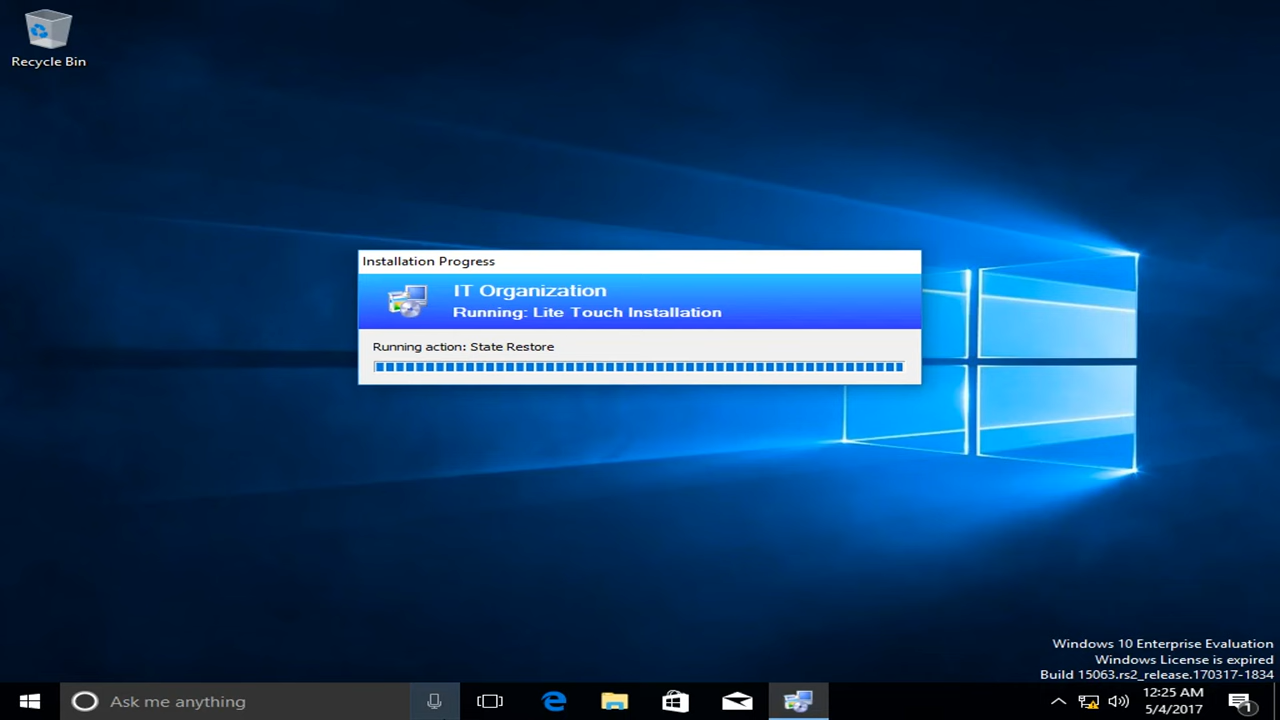 Recycle Bin
Installation Progress
IT Organization
Running: Lite Touch Installation
Running action: State Restore
Windows 10 Enterprise Evaluation
Windows License is expired
Build 15063.rs2_release.170317-1834
Ask me anything
12:25 AM
5/4/2017
1